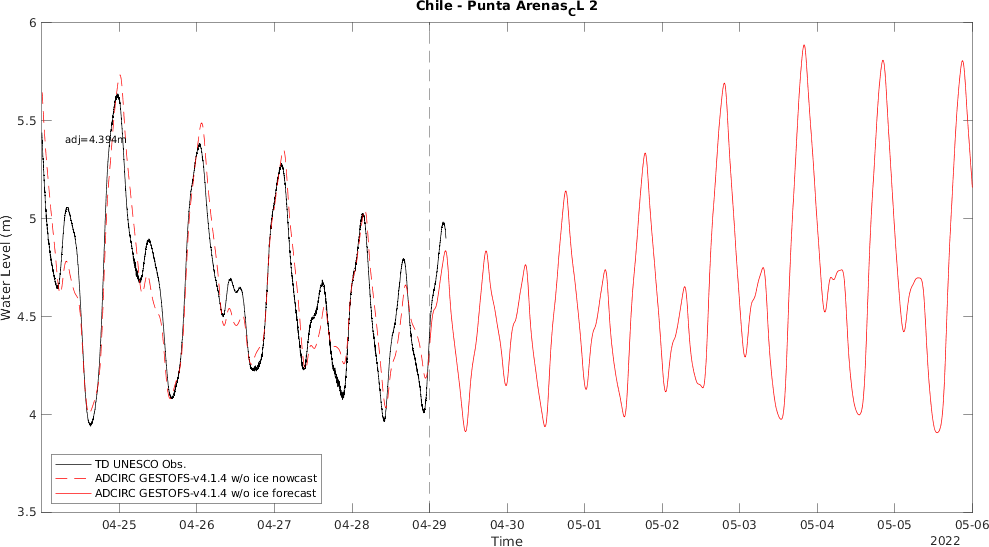 Chile - Punta Arenas_CL 2
6
5.5
5
4.5
4
3.5
Water Level (m)
adj=4.394m
TD UNESCO Obs.
ADCIRC GESTOFS-v4.1.4 w/o ice nowcast
ADCIRC GESTOFS-v4.1.4 w/o ice forecast
04-25 04-26 04-27 04-28 04-29 04-30 05-01 05-02 05-03 05-04 05-05 05-06
Time
2022